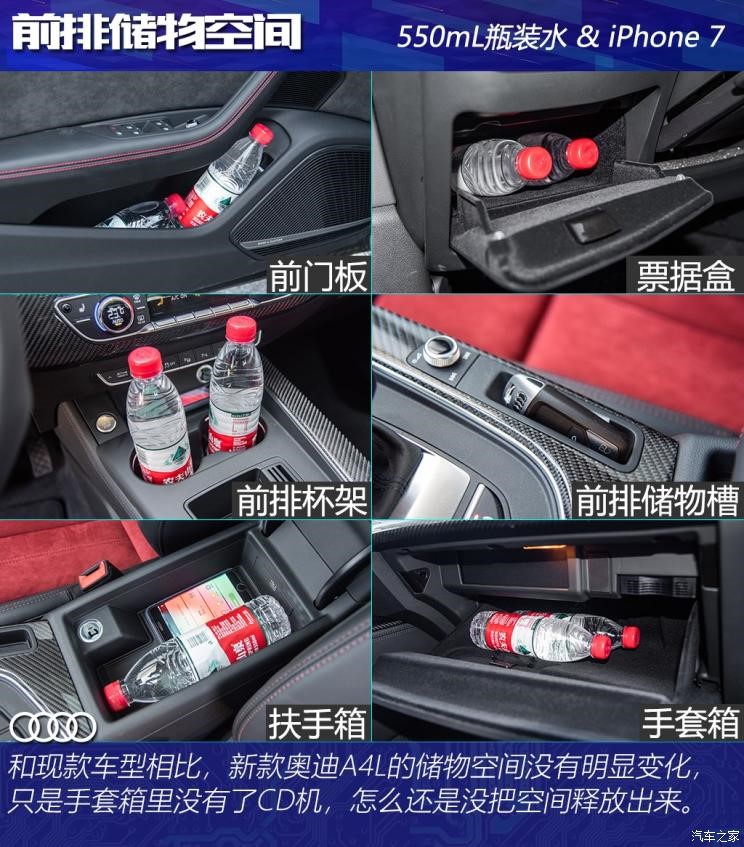 前排储物空间
550mL瓶装水 & iPhone 7
前门板
票据盒
前排杯架
前排储物槽
扶手箱
手套箱
和现款车型相比，新款奥迪A4L的储物空间没有明显变化，
只是手套箱里没有了CD机，怎么还是没把空间释放出来。
汽车之家